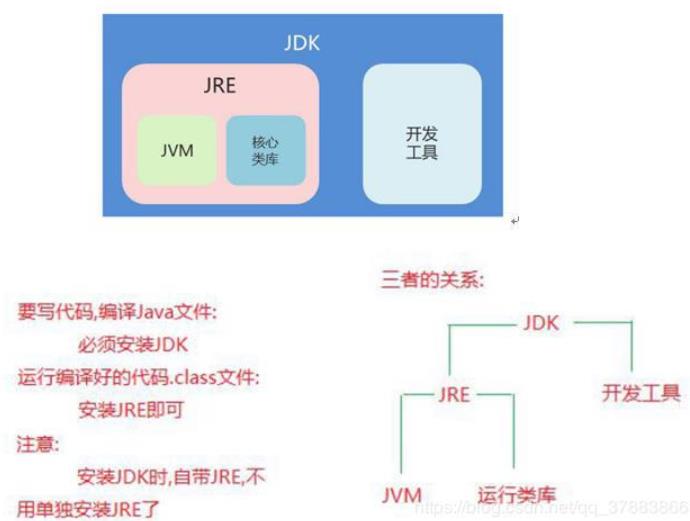 JDK
JRE
JVM
核心
类库
开发
工具
三者的关系:
要写代码,编译Java文件:
必须安装JDK
运行编译好的代码.class文件:
安装JRE即可
注意:
安装JDK时,自带JRE,不
用单独安装JRE了
JDK
JRE
开发工具
JVM
运行类库
https://blog.csdn.net/qq_37883866